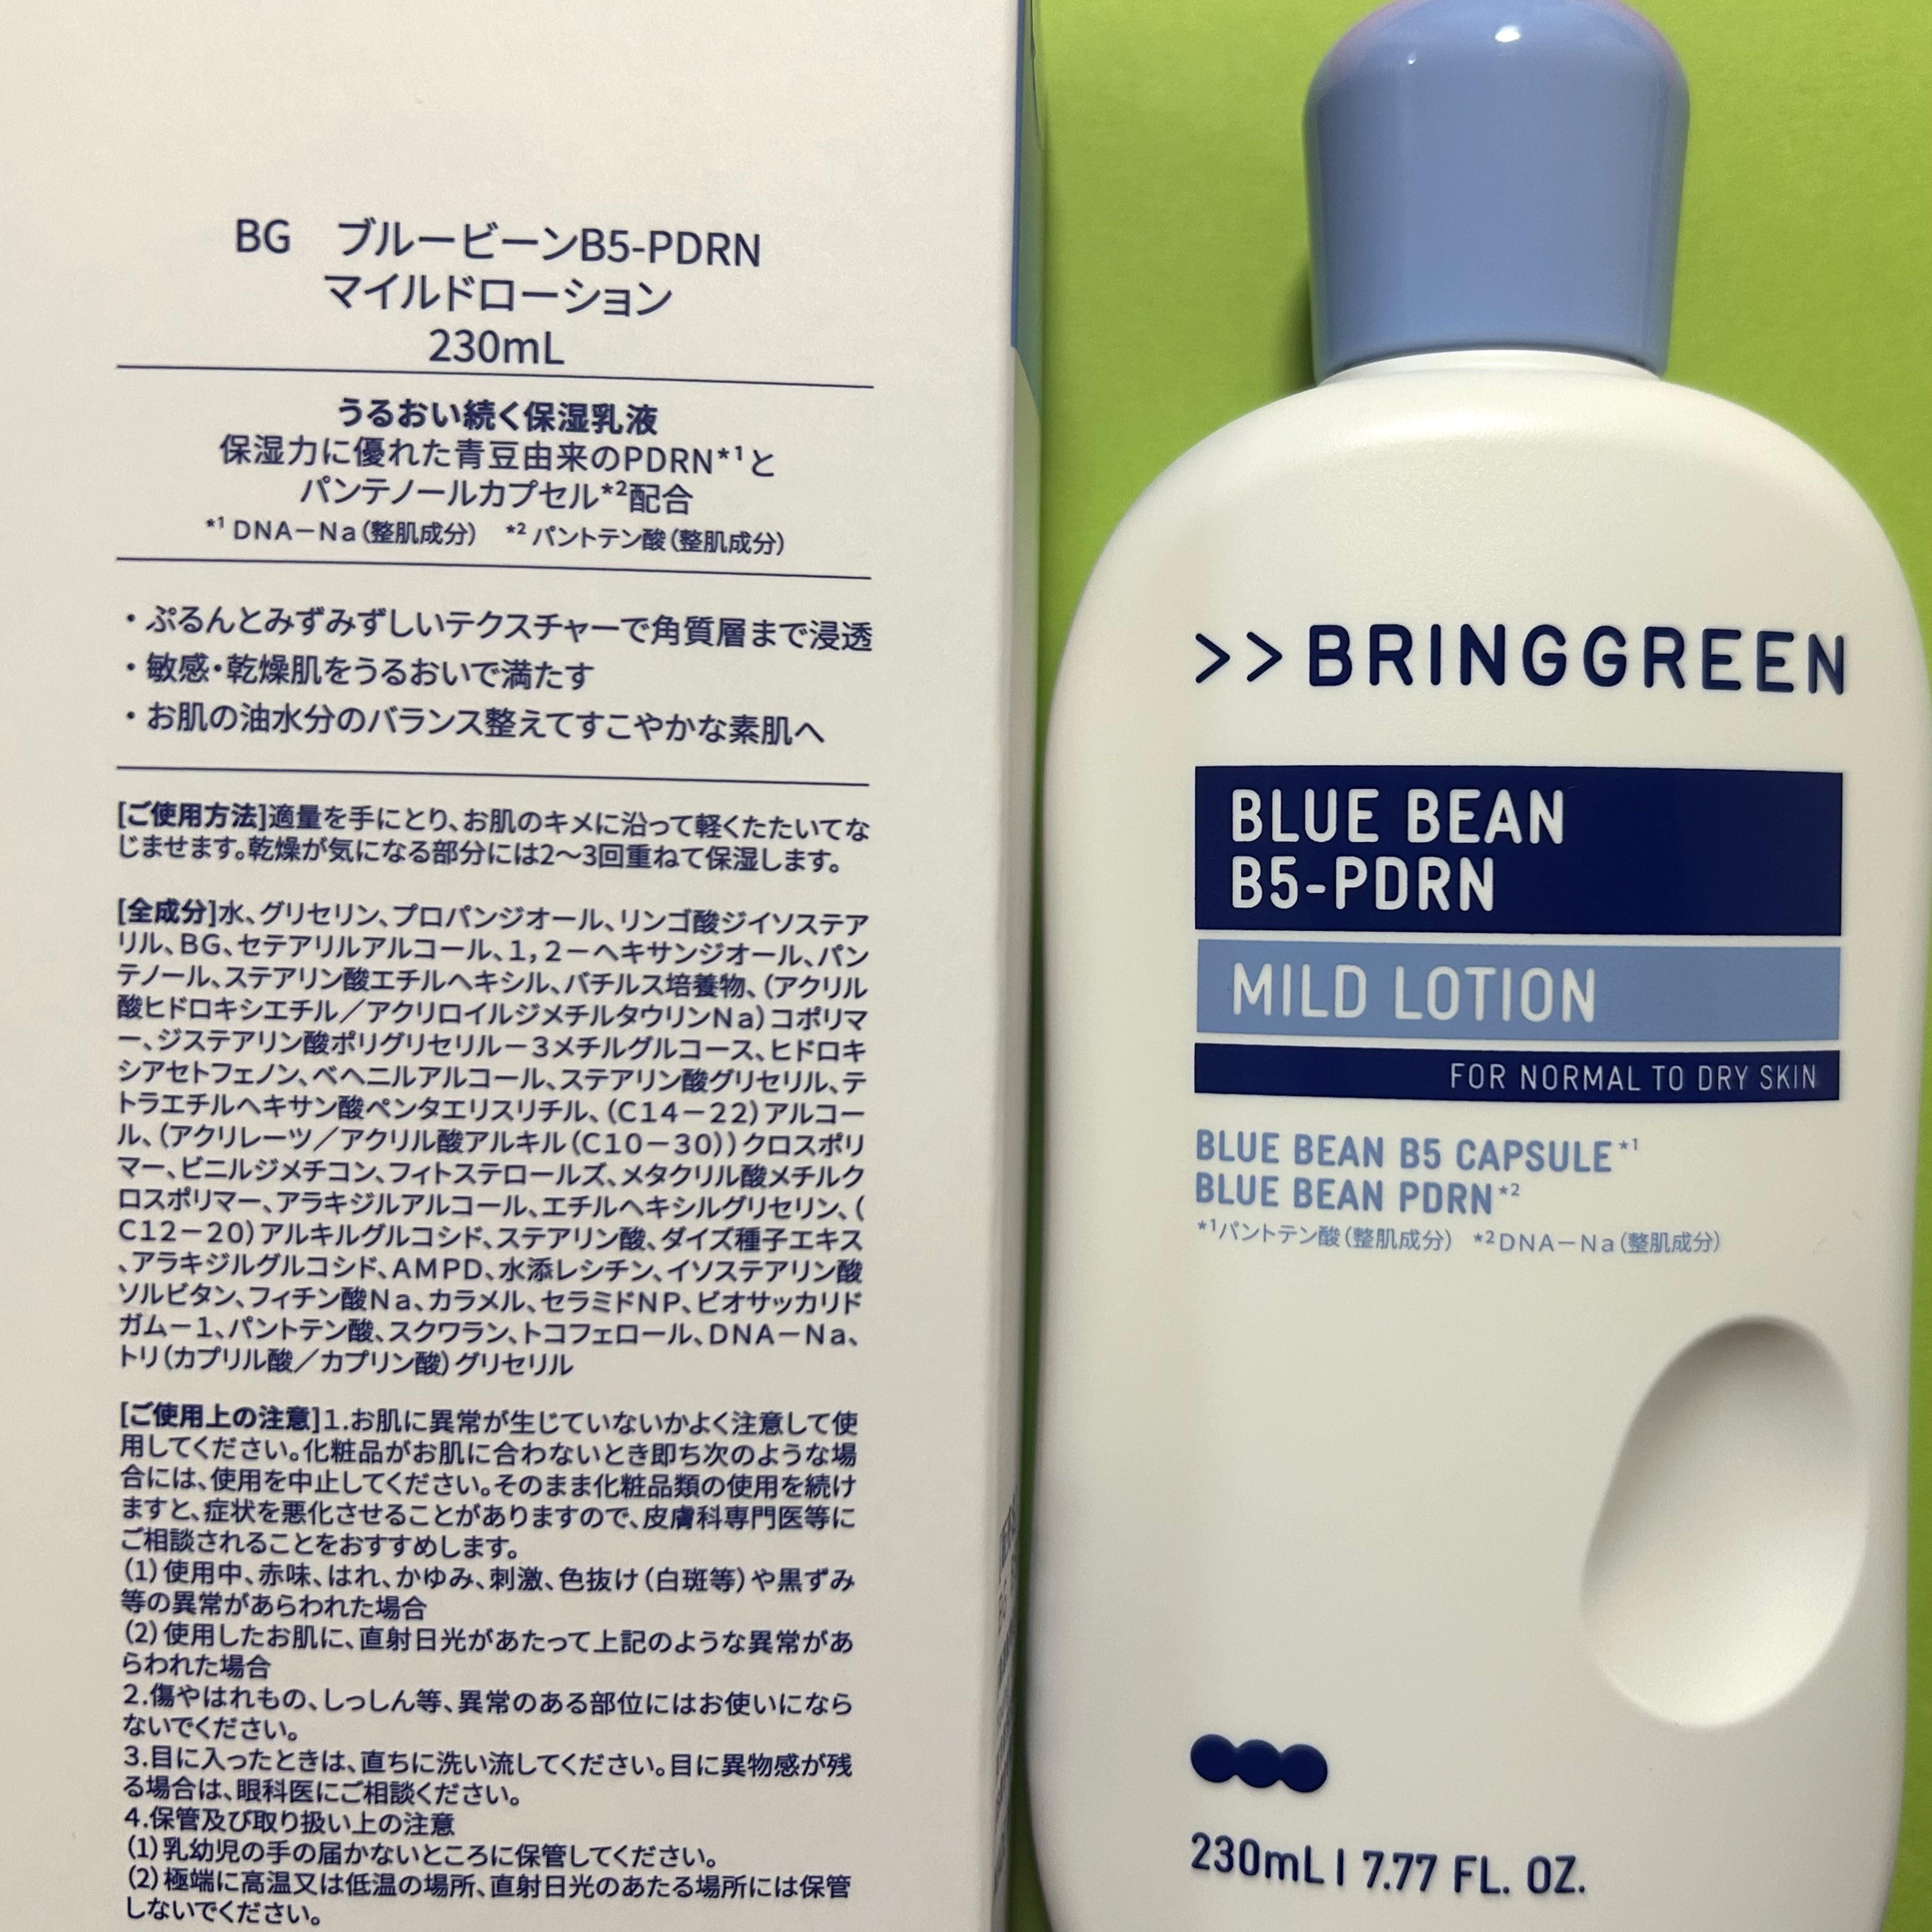 BG ブルービーンB5-PDRN
マイルドローション
230mL
うるおい続く保湿乳液
保湿力に優れた青豆由来のPDRN*1と
パンテノールカプセル*2配合
*1 DNA－Na（整肌成分） *2 パントテン酸（整肌成分）
・ぷるんとみずみずしいテクスチャーで角質層まで浸透
・敏感・乾燥肌をうるおいで満たす
・お肌の油水分のバランス整えてすこやかな素肌へ
[ご使用方法]適量を手にとり、お肌のキメに沿って軽くたたいてな
じませます。乾燥が気になる部分には2～3回重ねて保湿します。
[全成分]水、グリセリン、プロパンジオール、リンゴ酸ジイソステア
リル、BG、セテアリルアルコール、1，2－ヘキサンジオール、パン
テノール、ステアリン酸エチルヘキシル、バチルス培養物、（アクリル
酸ヒドロキシエチル／アクリロイルジメチルタウリンNa）コポリマ
ー、ジステアリン酸ポリグリセリル－3メチルグルコース、ヒドロキ
シアセトフェノン、ベヘニルアルコール、ステアリン酸グリセリル、テ
トラエチルヘキサン酸ペンタエリスリチル、（C14－22）アルコー
ル、（アクリレーツ／アクリル酸アルキル（C10－30））クロスポリ
マー、ビニルジメチコン、フィトステロールズ、メタクリル酸メチルク
ロスポリマー、アラキジルアルコール、エチルヘキシルグリセリン、（
C12－20）アルキルグルコシド、ステアリン酸、ダイズ種子エキス
、アラキジルグルコシド、AMPD、水添レシチン、イソステアリン酸
ソルビタン、フィチン酸Na、カラメル、セラミドNP、ビオサッカリド
ガム－1、パントテン酸、スクワラン、トコフェロール、DNA－Na、
トリ（カプリル酸／カプリン酸）グリセリル
[ご使用上の注意]1.お肌に異常が生じていないかよく注意して使
用してください。化粧品がお肌に合わないとき即ち次のような場
合には、使用を中止してください。そのまま化粧品類の使用を続け
ますと、症状を悪化させることがありますので、皮膚科専門医等に
ご相談されることをおすすめします。
（1）使用中、赤味、はれ、かゆみ、刺激、色抜け（白斑等）や黒ずみ
等の異常があらわれた場合
（2）使用したお肌に、直射日光があたって上記のような異常があ
らわれた場合
2.傷やはれもの、しっしん等、異常のある部位にはお使いになら
ないでください。
3.目に入ったときは、直ちに洗い流してください。目に異物感が残
る場合は、眼科医にご相談ください。
4.保管及び取り扱い上の注意
（1）乳幼児の手の届かないところに保管してください。
（2）極端に高温又は低温の場所、直射日光のあたる場所には保管
しないでください。
>>BRINGGREEN
BLUE BEAN
B5-PDRN
MILD LOTION
FOR NORMAL TO DRY SKIN
BLUE BEAN B5 CAPSULE*1
BLUE BEAN PDRN*2
*1パントテン酸（整肌成分） *2DNA－Na（整肌成分）
230mL I 7.77 FL. OZ.